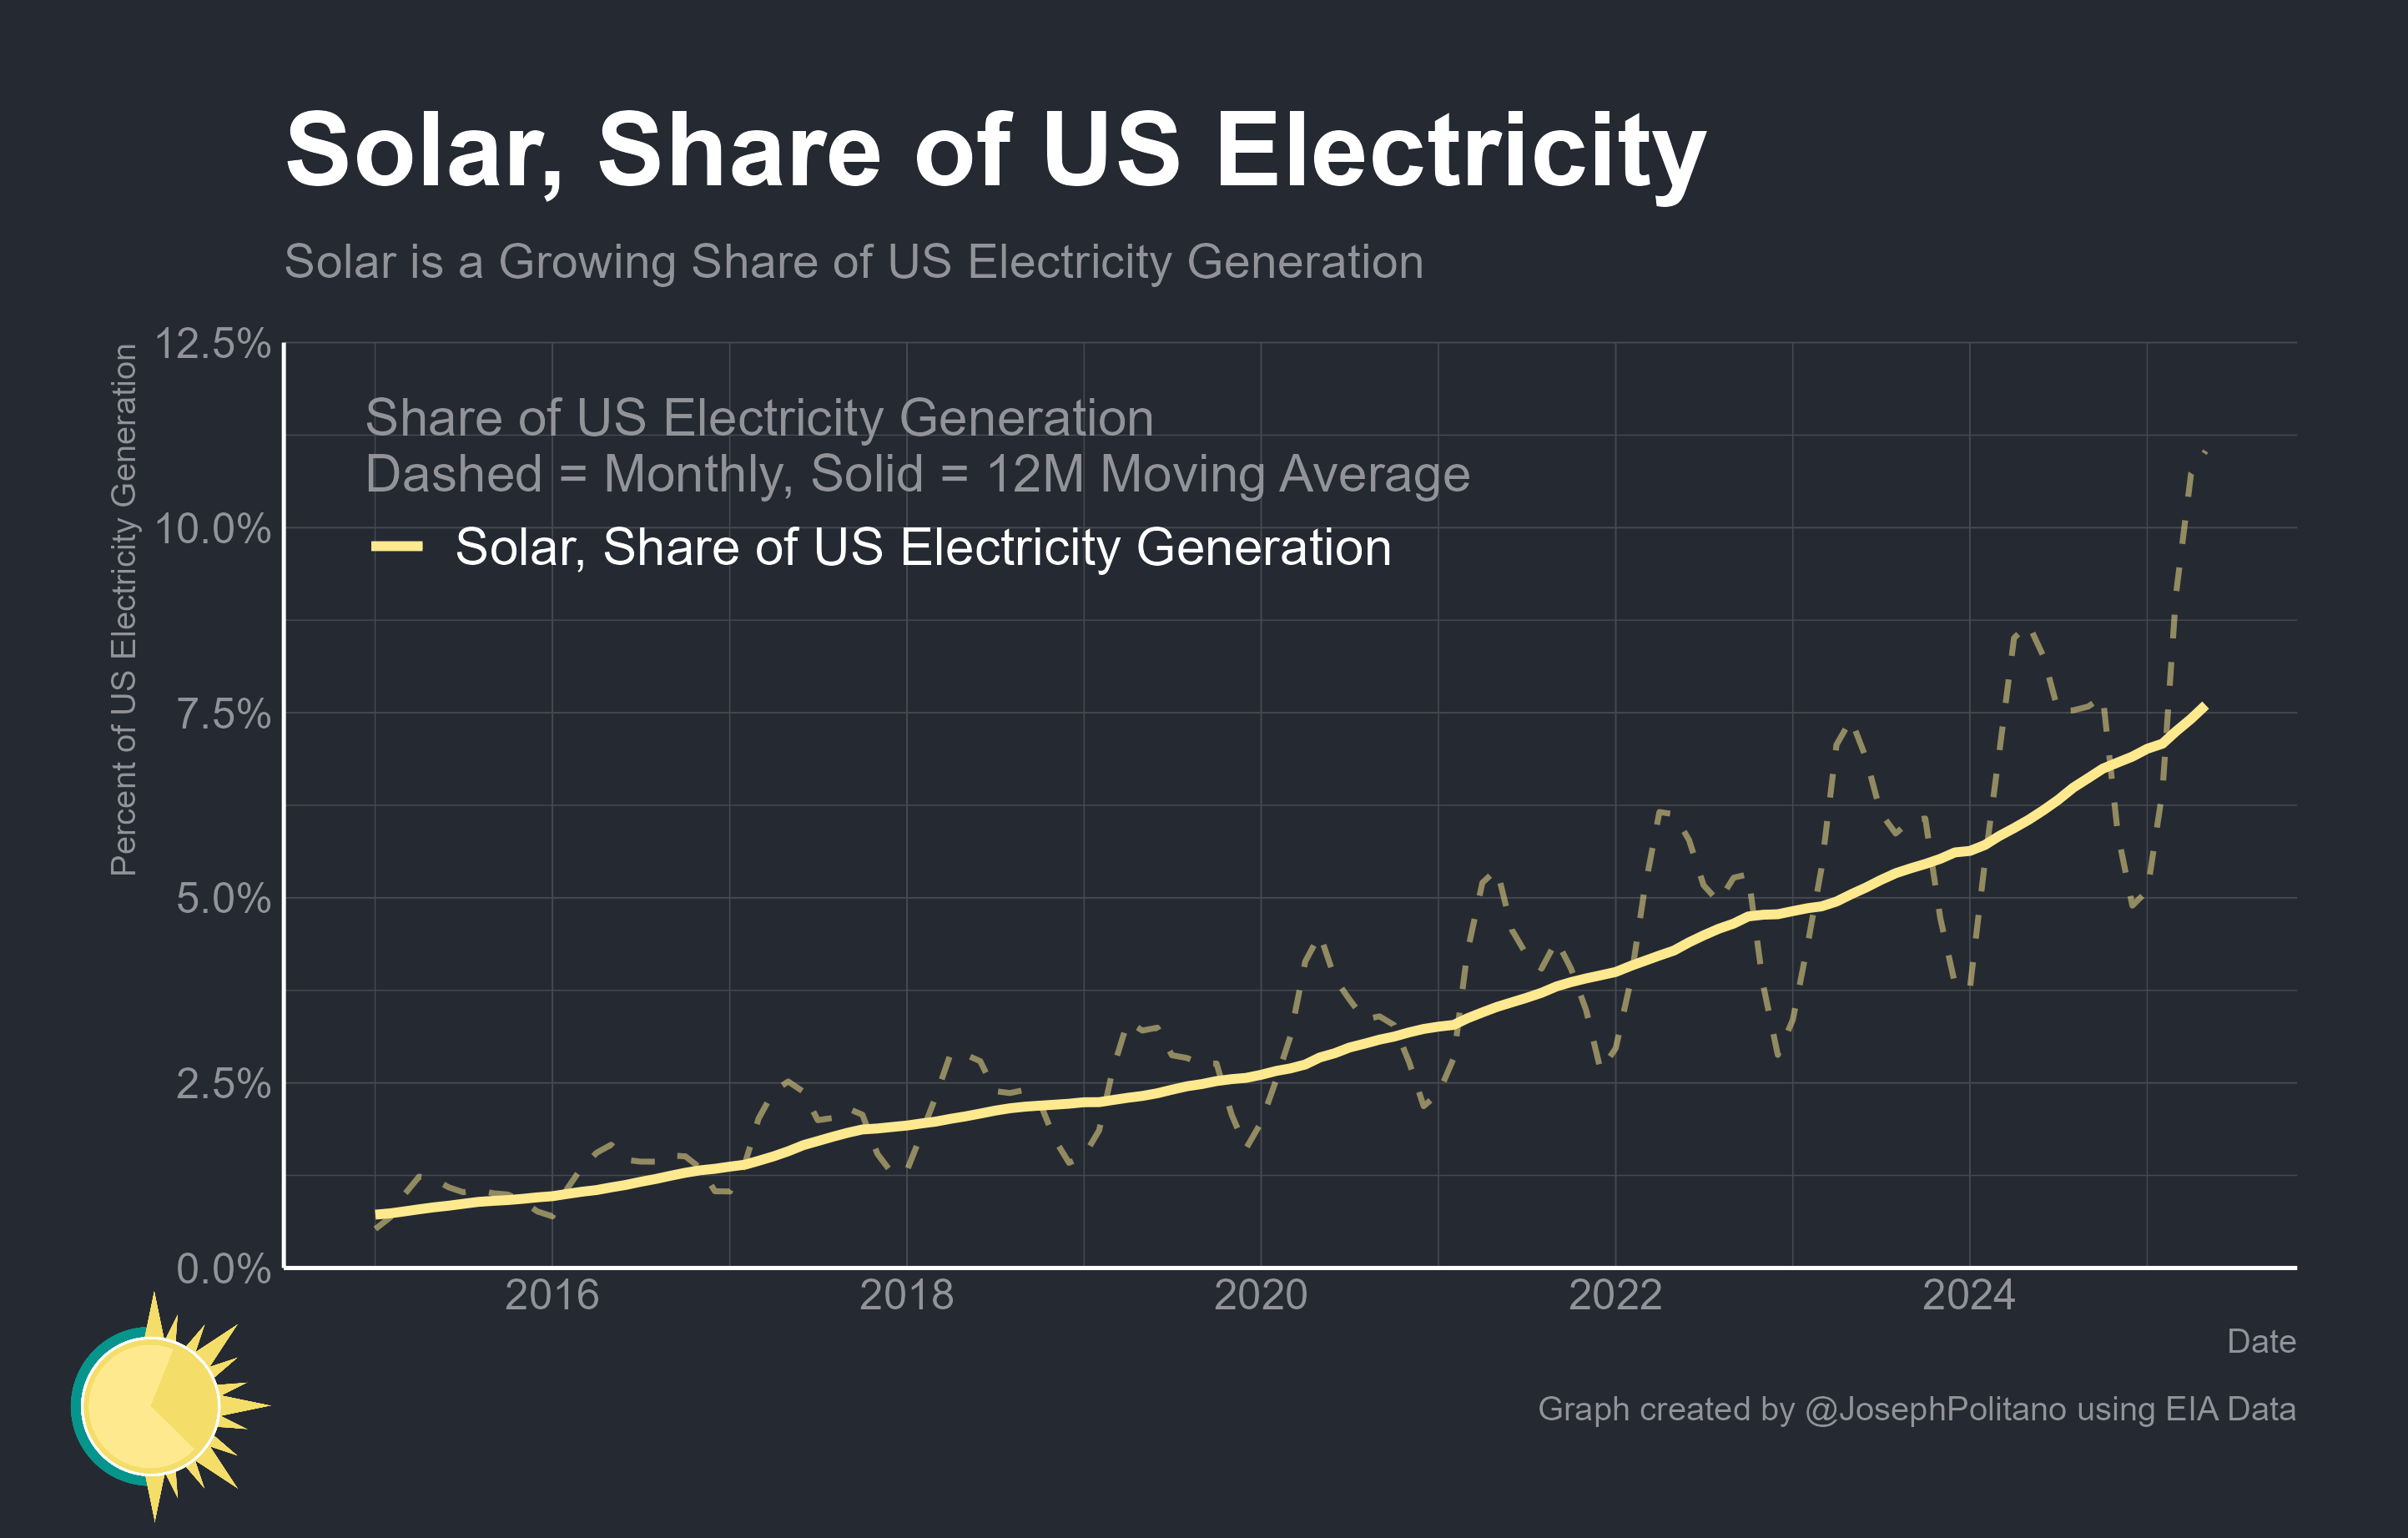 Solar, Share of US Electricity
Solar is a Growing Share of US Electricity Generation
Percent of US Electricity Generation
12.5%
10.0%
7.5%
5.0%
2.5%
0.0%
Share of US Electricity Generation
Dashed = Monthly, Solid = 12M Moving Average
Solar, Share of US Electricity Generation
2016 2018 2020 2022 2024
Date
Graph created by @JosephPolitano using EIA Data